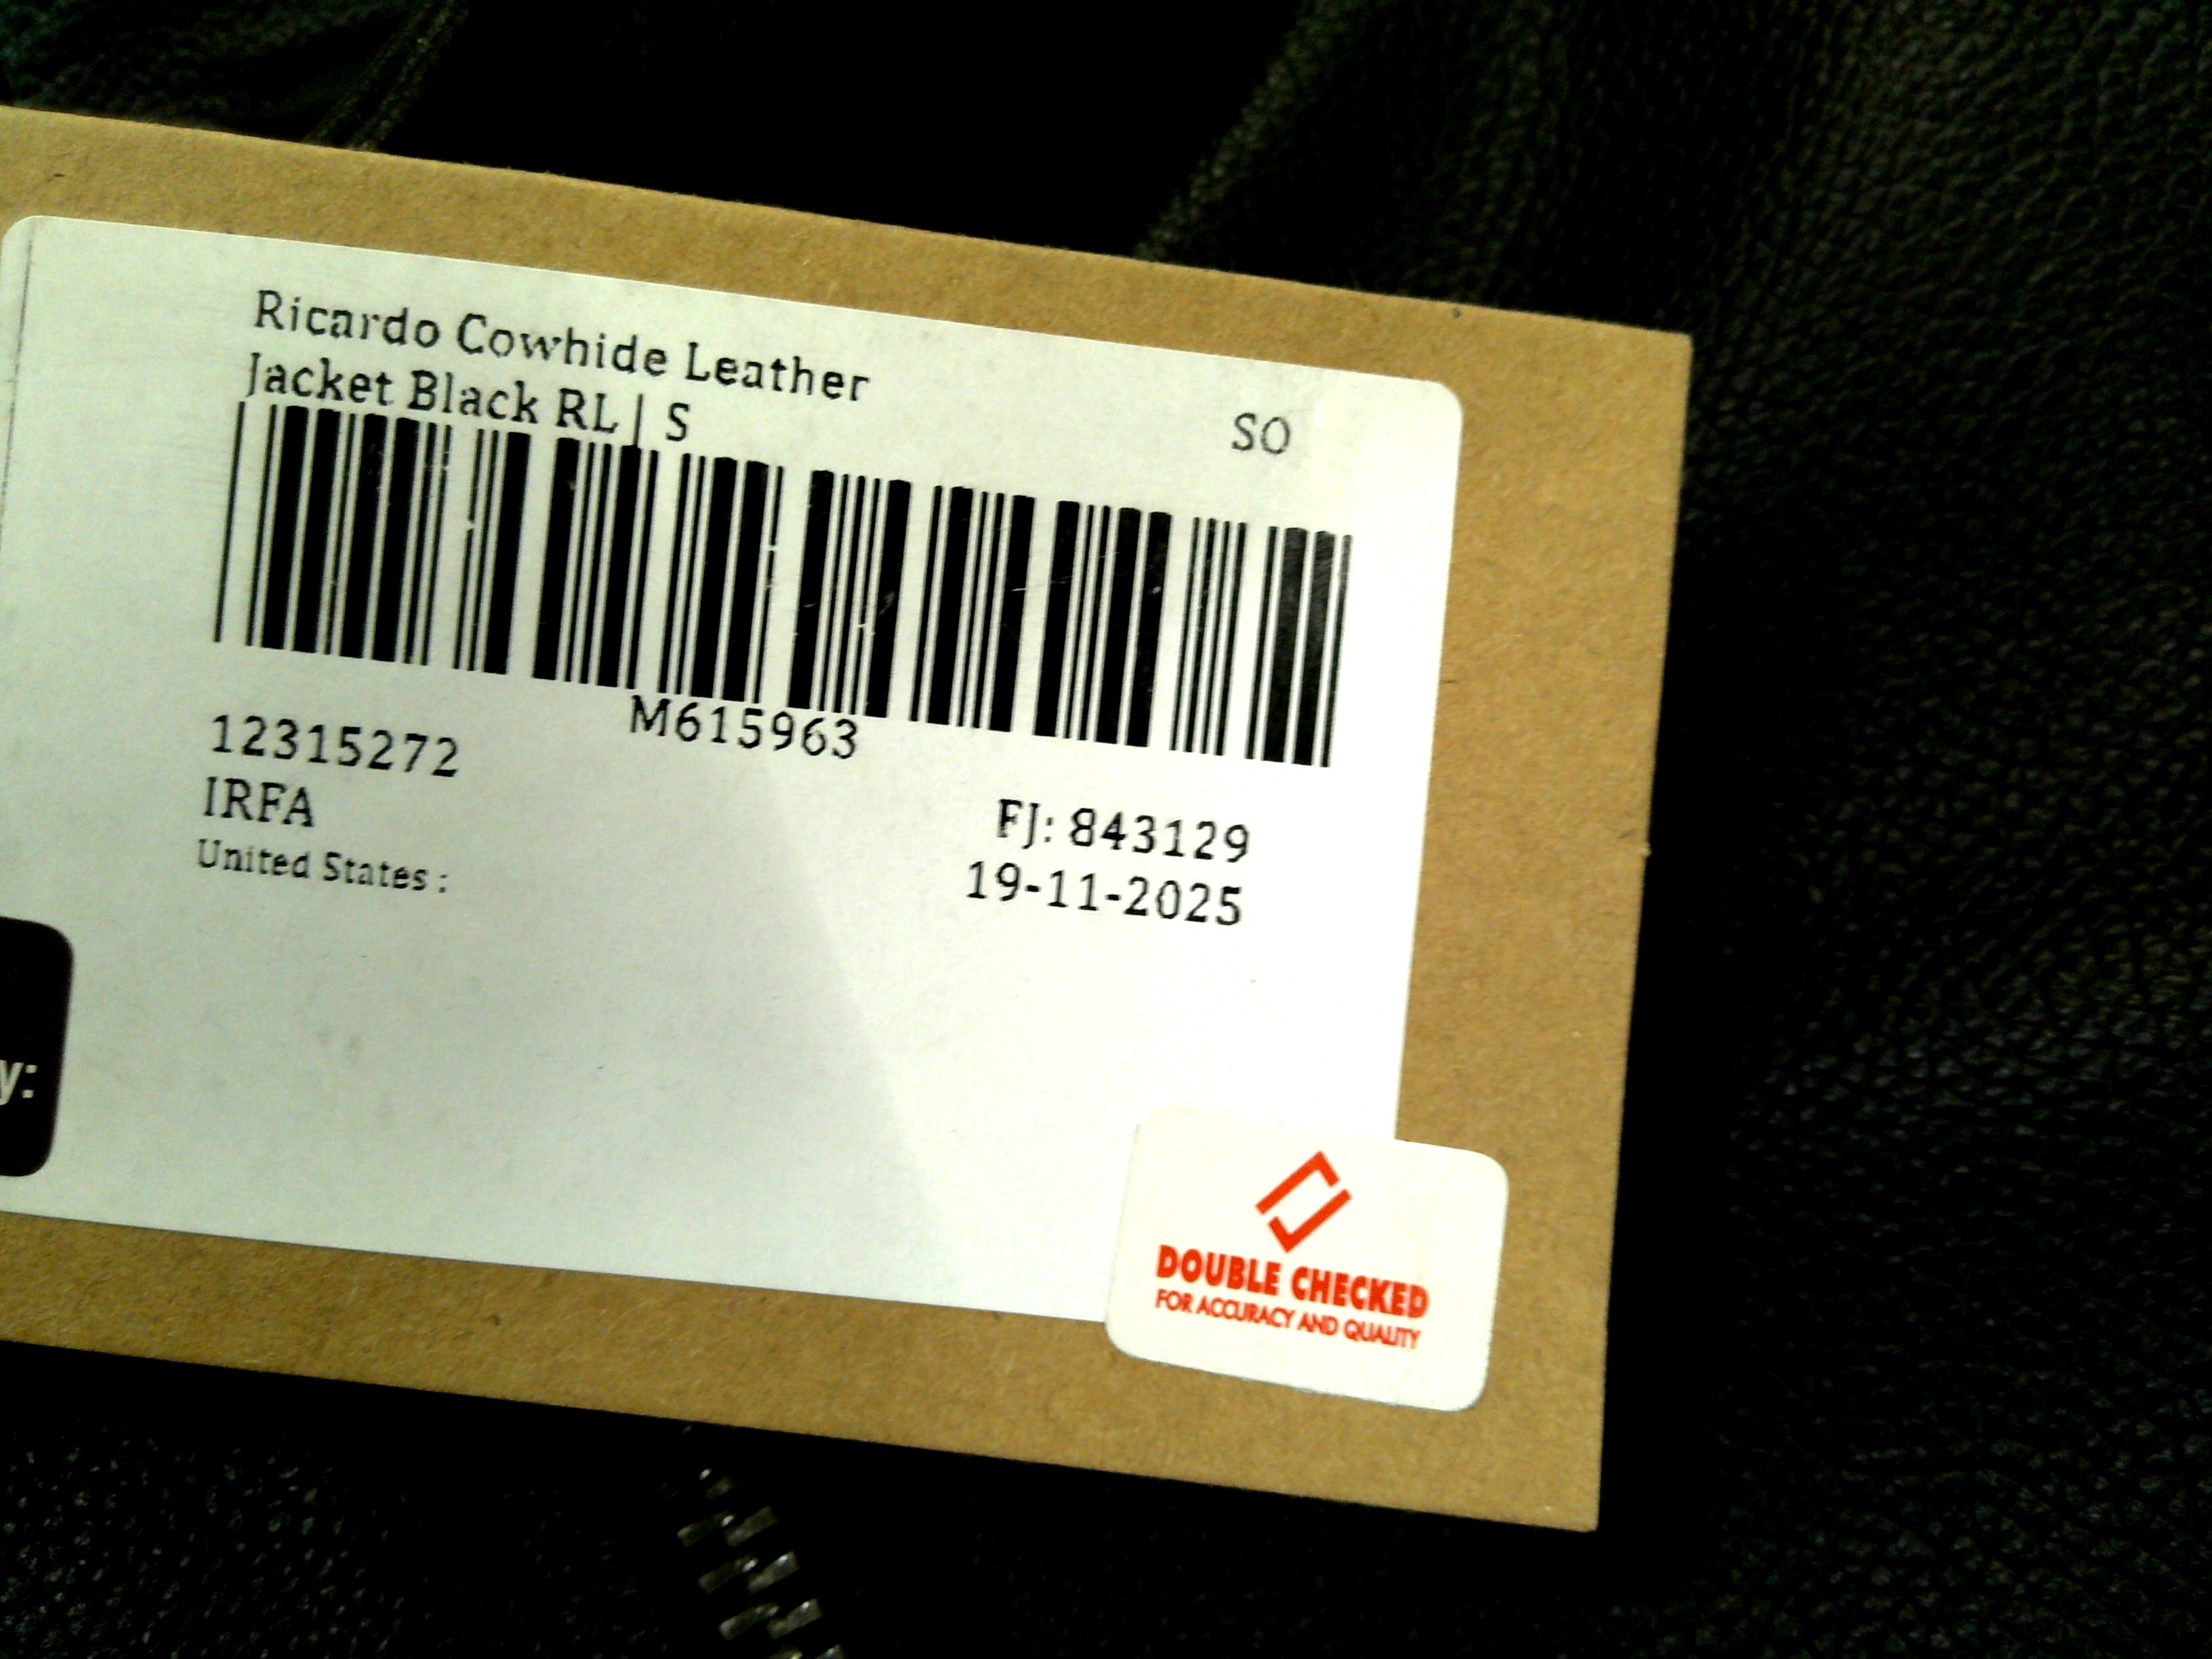 Ricardo Cowhide Leather
Jacket Black RL | S
SO
M615963
12315272
IRFA
United States :
FJ: 843129
19-11-2025
y:
DOUBLE CHECKED
FOR ACCURACY AND QUALITY